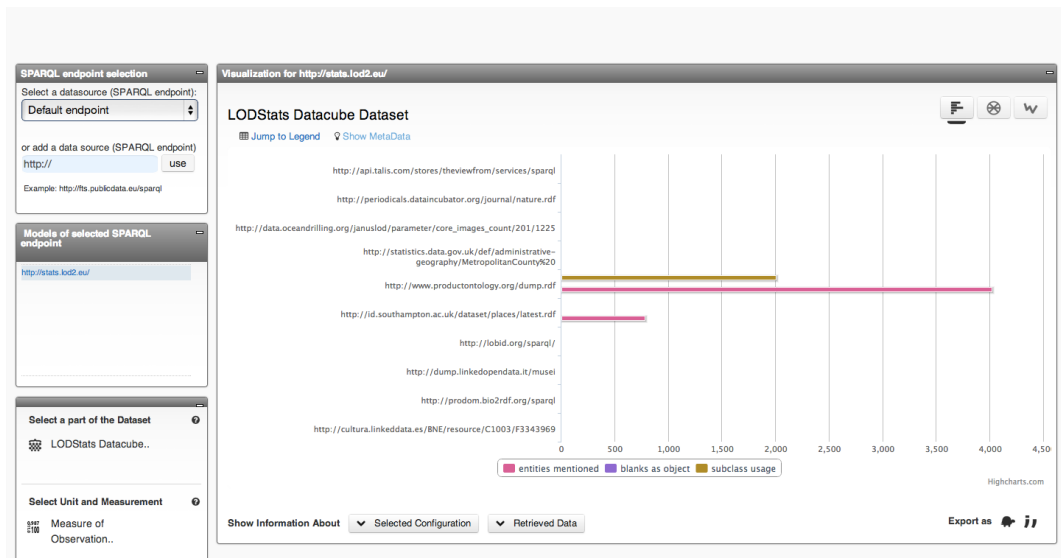 SPARQL endpoint selection
Select a datasource (SPARQL endpoint):
Default endpoint
or add a data source (SPARQL endpoint)
http://
use
Example: http://fts.publicdata.eu/sparql
Models of selected SPARQL
endpoint
http://stats.lod2.eu/
Select a part of the Dataset
LODStats Datacube..
Select Unit and Measurement
Measure of
Observation..
Visualization for http://stats.lod2.eu/
LODStats Datacube Dataset
Jump to Legend Show MetaData
http://api.talis.com/stores/theviewfrom/services/sparql
http://periodicals.dataincubator.org/journal/nature.rdf
http://data.oceandrilling.org/januslod/parameter/core_images_count/201/1225
http://statistics.data.gov.uk/def/administrative-
geography/MetropolitanCounty%20
http://www.productontology.org/dump.rdf
http://id.southampton.ac.uk/dataset/places/latest.rdf
http://lobid.org/sparql/
http://dump.linkedopendata.it/musei
http://prodom.bio2rdf.org/sparql
http://cultura.linkeddata.es/BNE/resource/C1003/F3343969
0 500 1,000 1,500 2,000 2,500 3,000 3,500 4,000 4,50
entities mentioned blanks as object subclass usage
Highcharts.com
Show Information About Selected Configuration Retrieved Data
Export as